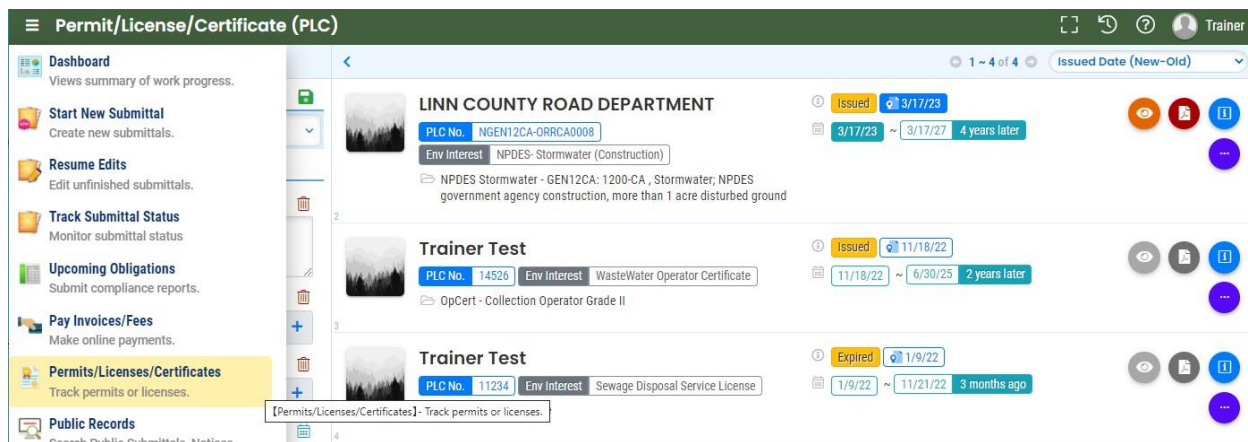 Permit/License/Certificate (PLC)
Trainer
Dashboard
Views summary of work progress.
Start New Submittal
Create new submittals.
Resume Edits
Edit unfinished submittals.
Track Submittal Status
Monitor submittal status
Upcoming Obligations
Submit compliance reports.
Pay Invoices/Fees
Make online payments.
Permits/Licenses/Certificates
Track permits or licenses.
Public Records
Search Public Submittals, Notices
【Permits/Licenses/Certificates】- Track permits or licenses.
1 ~ 4 of 4
Issued Date (New-Old)
LINN COUNTY ROAD DEPARTMENT
PLC No. NGEN12CA-ORRCA0008
Env Interest NPDES- Stormwater (Construction)
NPDES Stormwater - GEN12CA: 1200-CA , Stormwater; NPDES
government agency construction, more than 1 acre disturbed ground
Issued 3/17/23
3/17/23 ~ 3/17/27 4 years later
2
Trainer Test
PLC No. 14526 Env Interest WasteWater Operator Certificate
OpCert - Collection Operator Grade II
Issued 11/18/22
11/18/22 ~ 6/30/25 2 years later
3
Trainer Test
PLC No. 11234 Env Interest Sewage Disposal Service License
Expired 1/9/22
1/9/22 ~ 11/21/22 3 months ago
4